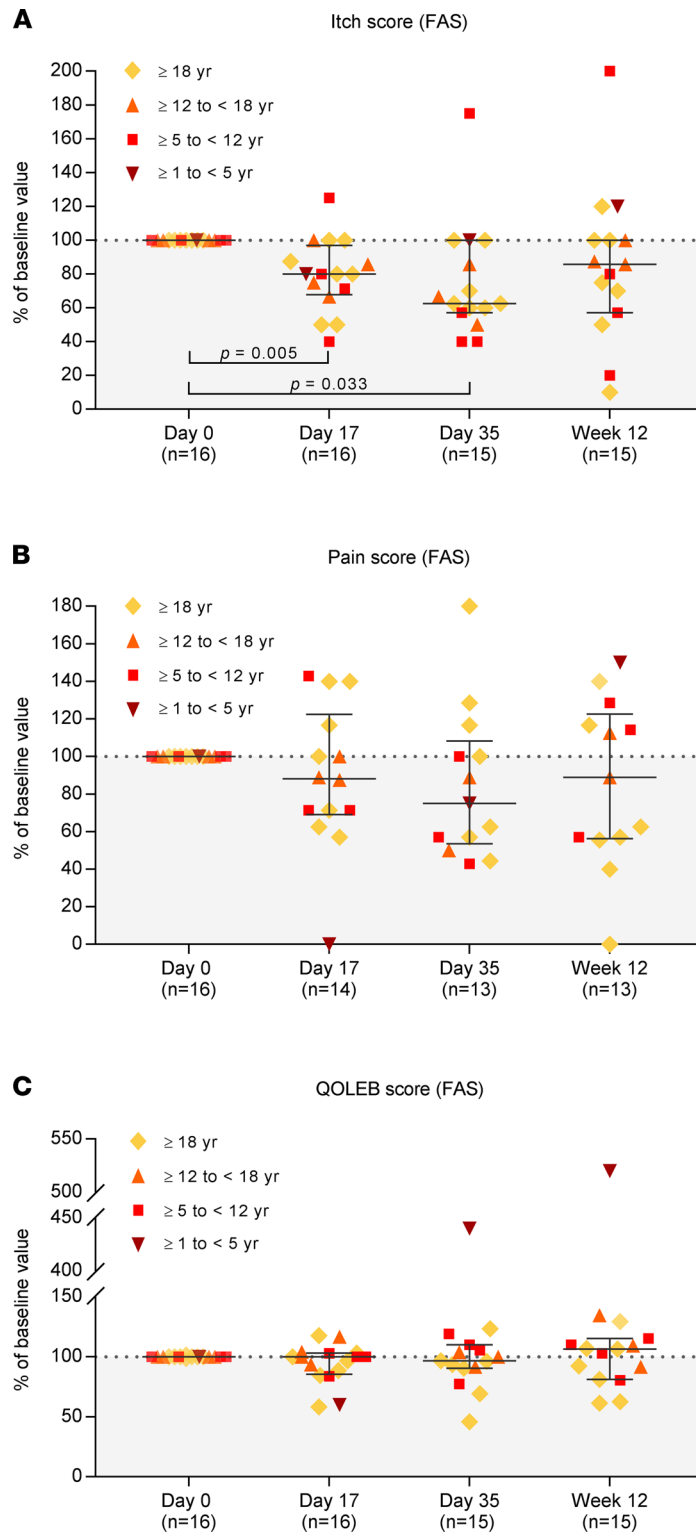 A
Itch score (FAS)
% of baseline value
200
180
160
140
120
100
80
60
40
20
0
≥ 18 yr
≥ 12 to < 18 yr
≥ 5 to < 12 yr
≥ 1 to < 5 yr
p = 0.005
p = 0.033
Day 0 Day 17 Day 35 Week 12
(n=16) (n=16) (n=15) (n=15)
B
Pain score (FAS)
% of baseline value
180
160
140
120
100
80
60
40
20
0
≥ 18 yr
≥ 12 to < 18 yr
≥ 5 to < 12 yr
≥ 1 to < 5 yr
Day 0 Day 17 Day 35 Week 12
(n=16) (n=14) (n=13) (n=13)
C
QOLEB score (FAS)
% of baseline value
550
500
450
400
150
100
50
0
≥ 18 yr
≥ 12 to < 18 yr
≥ 5 to < 12 yr
≥ 1 to < 5 yr
Day 0 Day 17 Day 35 Week 12
(n=16) (n=16) (n=15) (n=15)